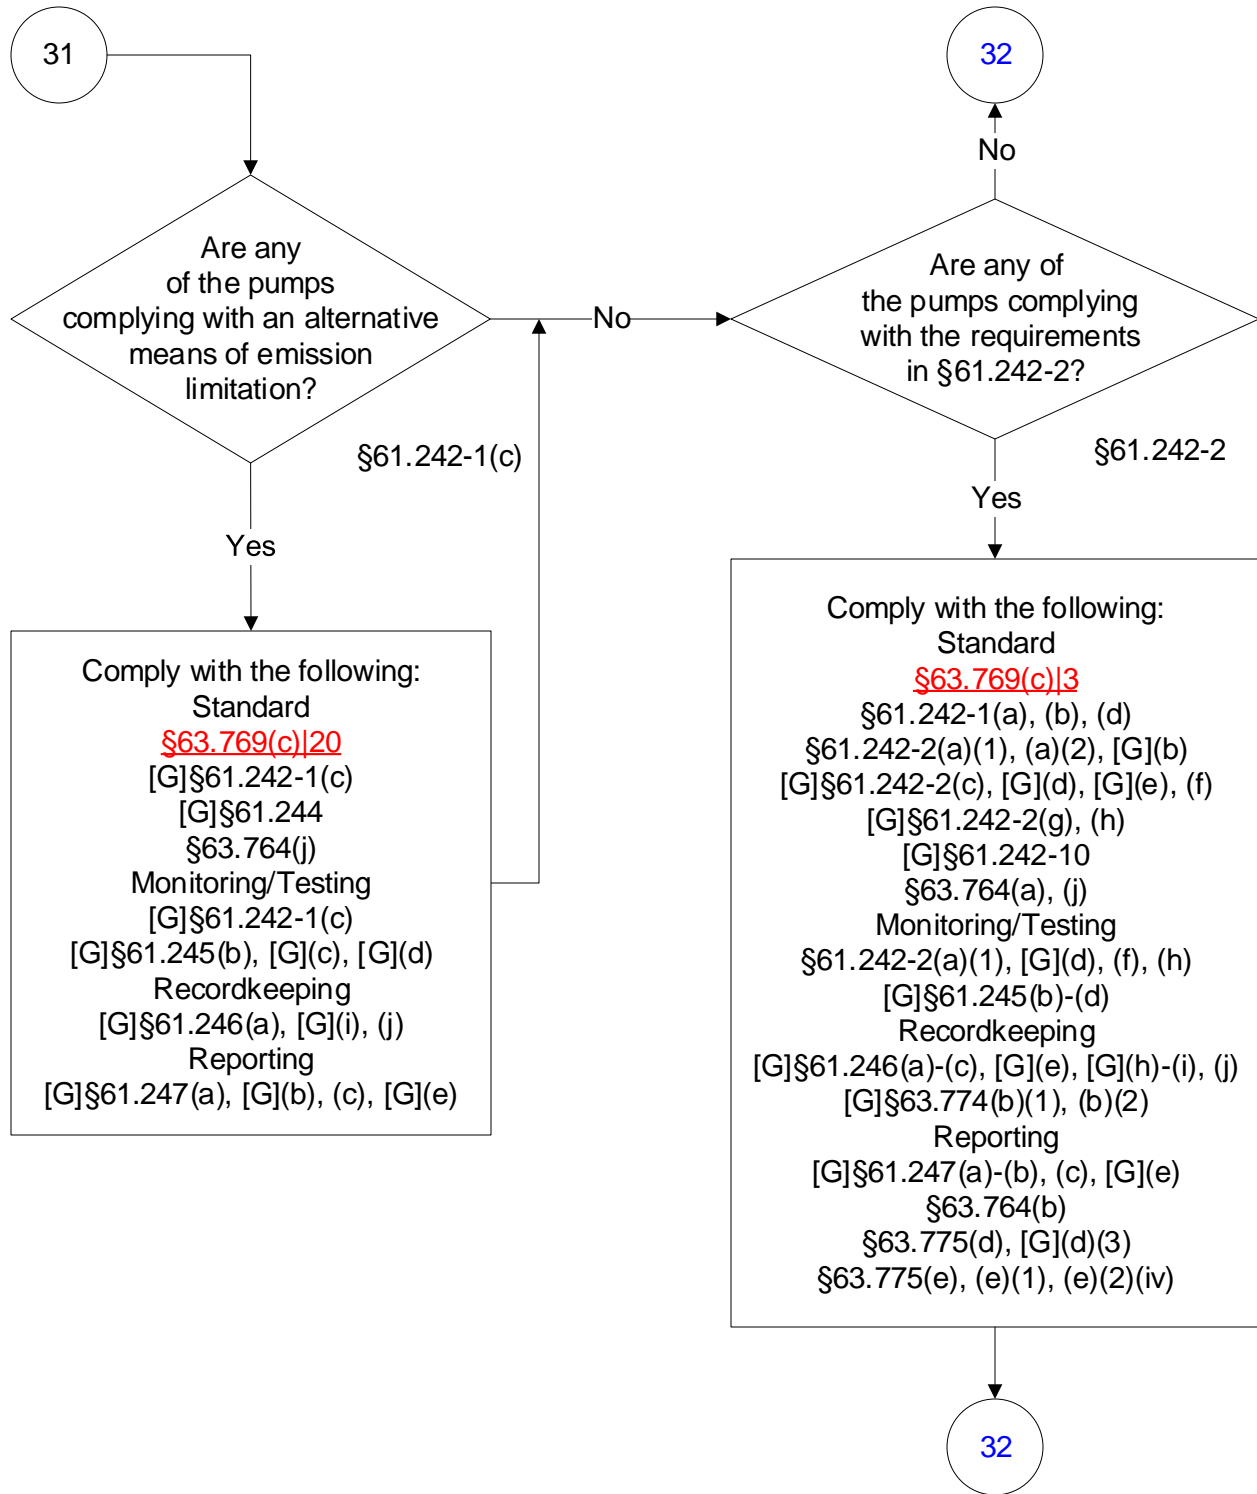 31
Are any
of the pumps
complying with an alternative
means of emission
limitation?
§61.242-1(c)
No
Yes
Comply with the following:
Standard
§63.769(c)|20
[G]§61.242-1(c)
[G]§61.244
§63.764(j)
Monitoring/Testing
[G]§61.242-1(c)
[G]§61.245(b), [G](c), [G](d)
Recordkeeping
[G]§61.246(a), [G](i), (j)
Reporting
[G]§61.247(a), [G](b), (c), [G](e)
32
No
Are any of
the pumps complying
with the requirements
in §61.242-2?
§61.242-2
Yes
Comply with the following:
Standard
§63.769(c)|3
§61.242-1(a), (b), (d)
§61.242-2(a)(1), (a)(2), [G](b)
[G]§61.242-2(c), [G](d), [G](e), (f)
[G]§61.242-2(g), (h)
[G]§61.242-10
§63.764(a), (j)
Monitoring/Testing
§61.242-2(a)(1), [G](d), (f), (h)
[G]§61.245(b)-(d)
Recordkeeping
[G]§61.246(a)-(c), [G](e), [G](h)-(i), (j)
[G]§63.774(b)(1), (b)(2)
Reporting
[G]§61.247(a)-(b), (c), [G](e)
§63.764(b)
§63.775(d), [G](d)(3)
§63.775(e), (e)(1), (e)(2)(iv)
32